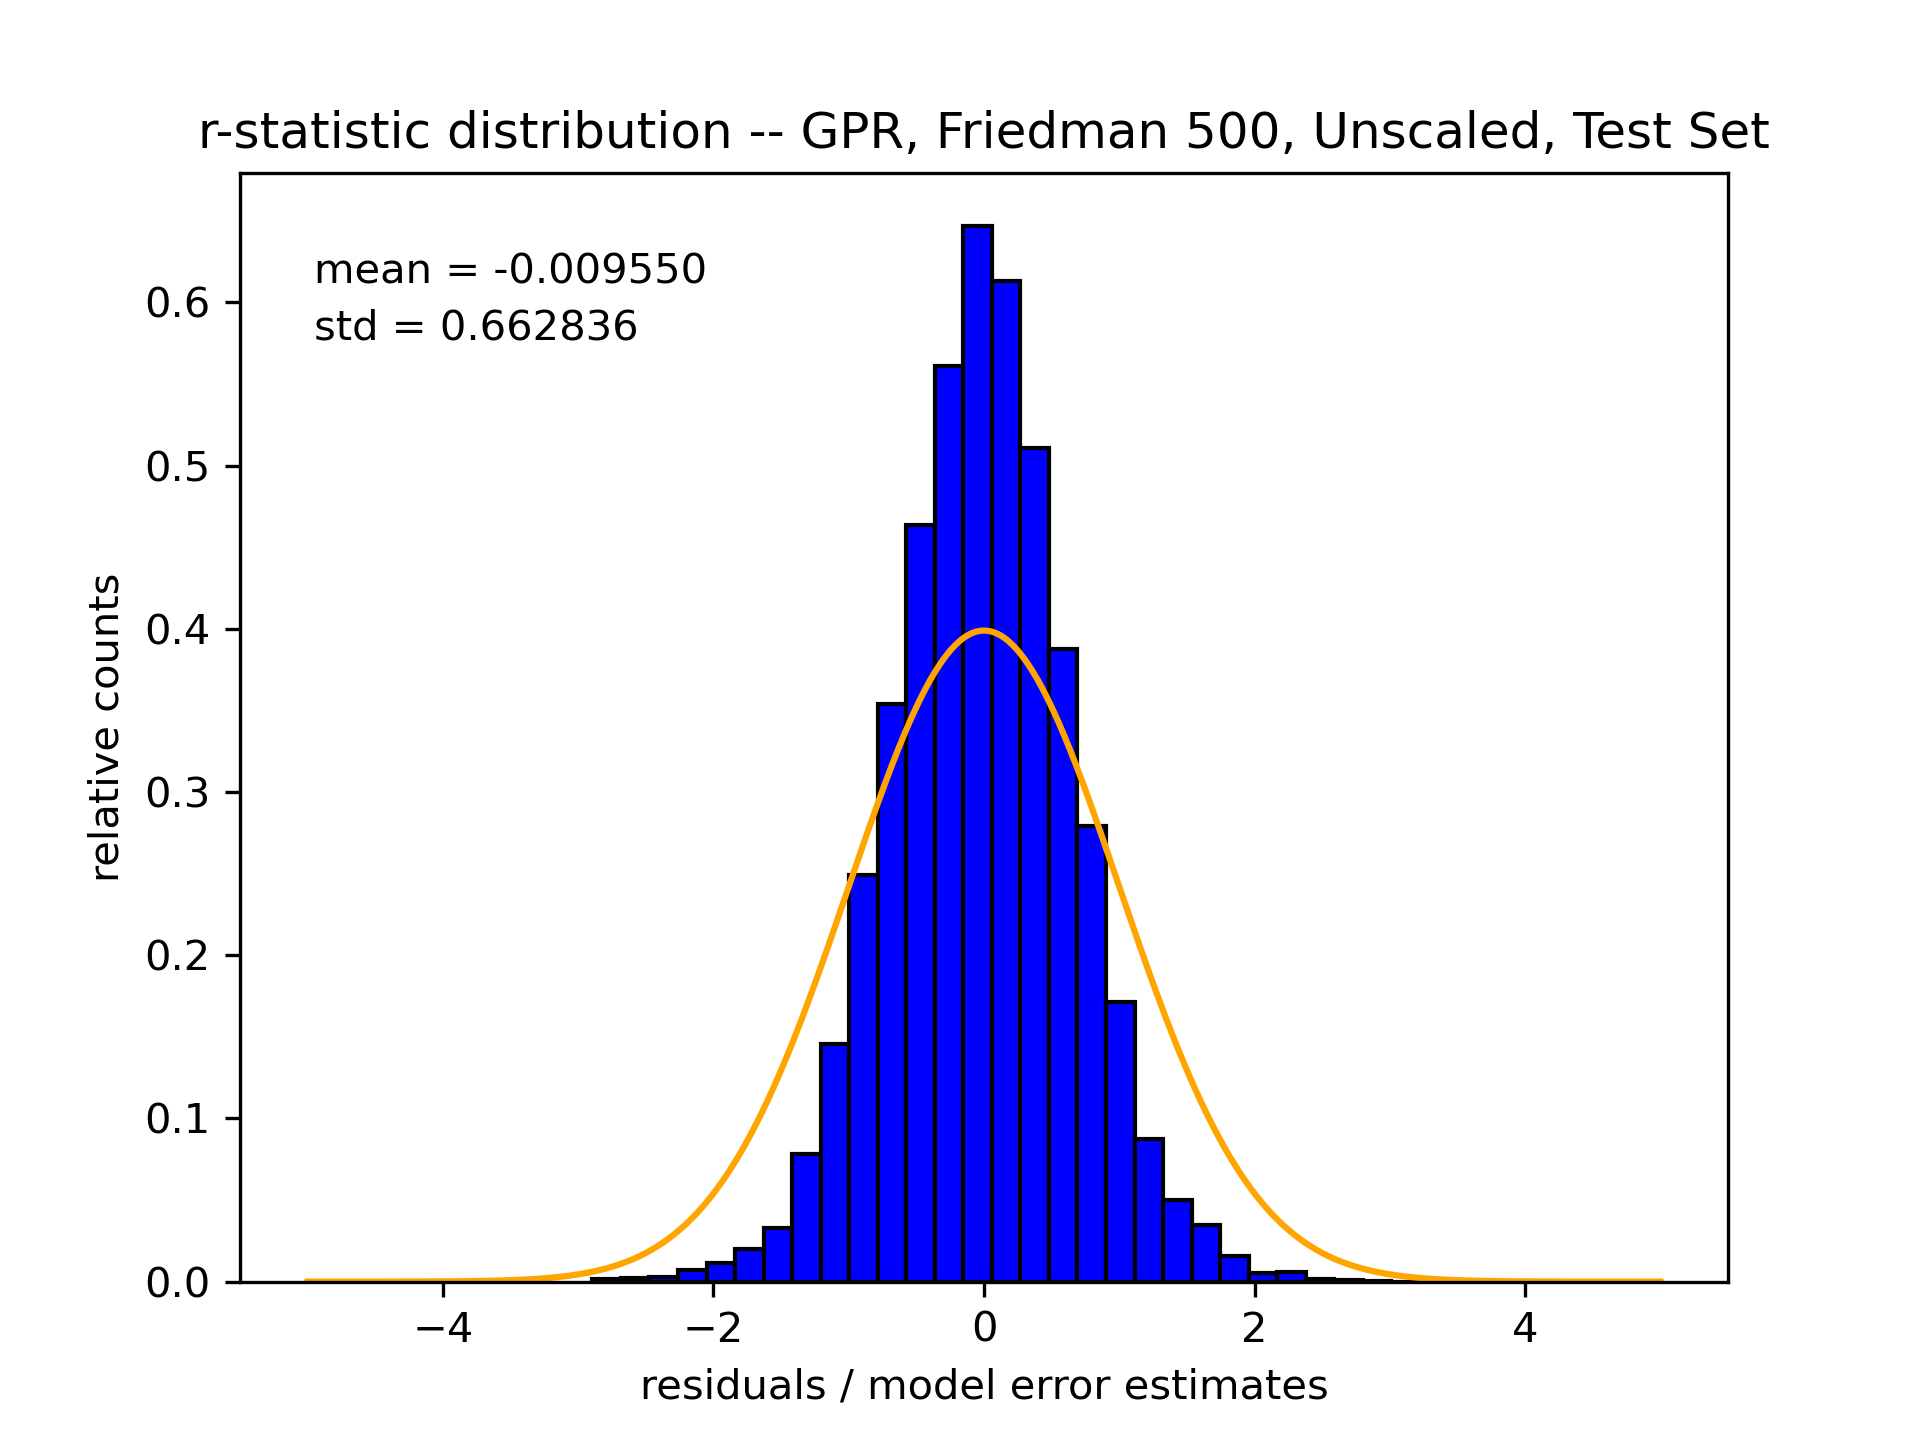 r-statistic distribution -- GPR, Friedman 500, Unscaled, Test Set
mean = -0.009550
std = 0.662836
0.6
0.5
0.4
0.3
0.2
0.1
0.0
relative counts
−4
−2
0
2
4
residuals / model error estimates